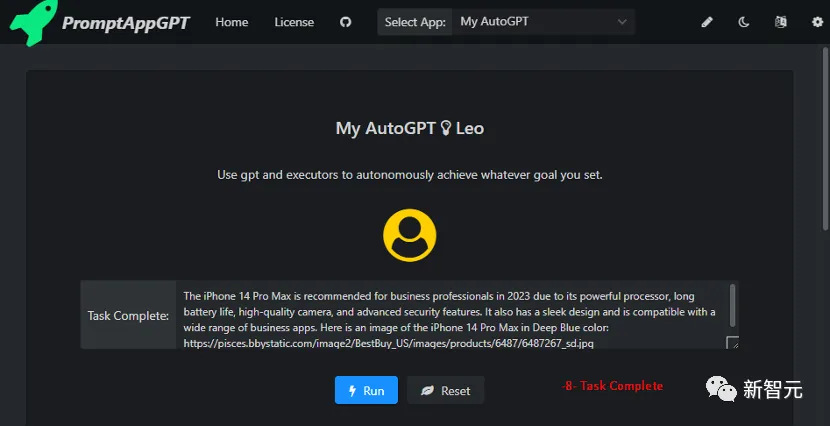 PromptAppGPT Home License Select App: My AutoGPT
My AutoGPT Leo
Use gpt and executors to autonomously achieve whatever goal you set.
Task Complete:
The iPhone 14 Pro Max is recommended for business professionals in 2023 due to its powerful processor, long
battery life, high-quality camera, and advanced security features. It also has a sleek design and is compatible with a
wide range of business apps. Here is an image of the iPhone 14 Pro Max in Deep Blue color:
https://pisces.bbystatic.com/image2/BestBuy_US/images/products/6487/6487267_sd.jpg
Run Reset -8- Task Complete 新智元